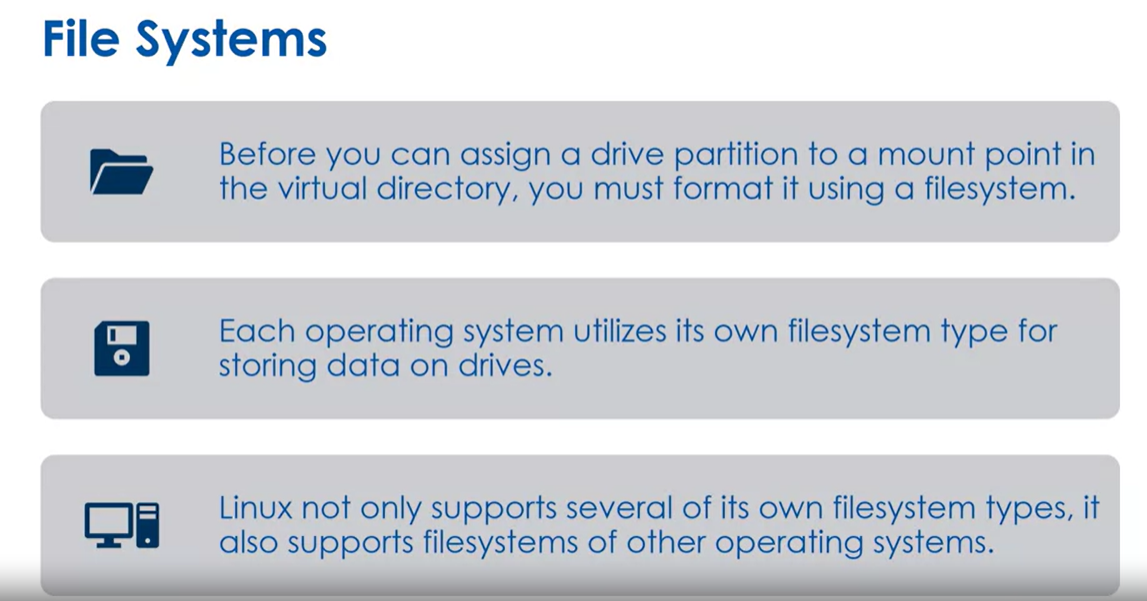 File Systems
Before you can assign a drive partition to a mount point in
the virtual directory, you must format it using a filesystem.
Each operating system utilizes its own filesystem type for
storing data on drives.
Linux not only supports several of its own filesystem types, it
also supports filesystems of other operating systems.